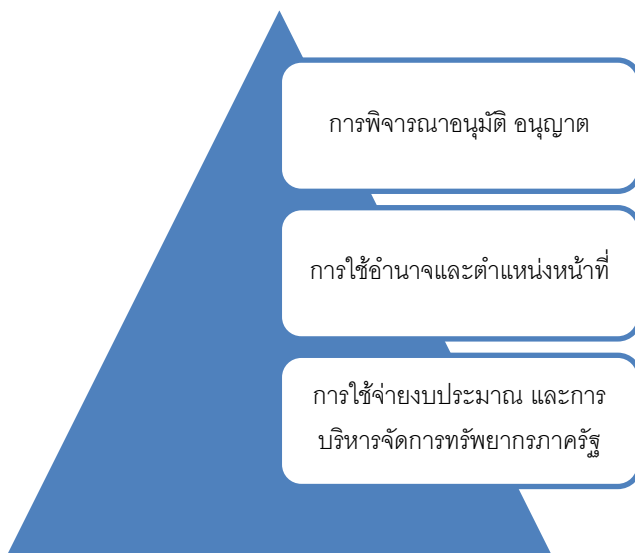 การพิจารณาอนุมัติ อนุญาต
การใช้อำนาจและตำแหน่งหน้าที่
การใช้จ่ายงบประมาณ และการ
บริหารจัดการทรัพยากรภาครัฐ